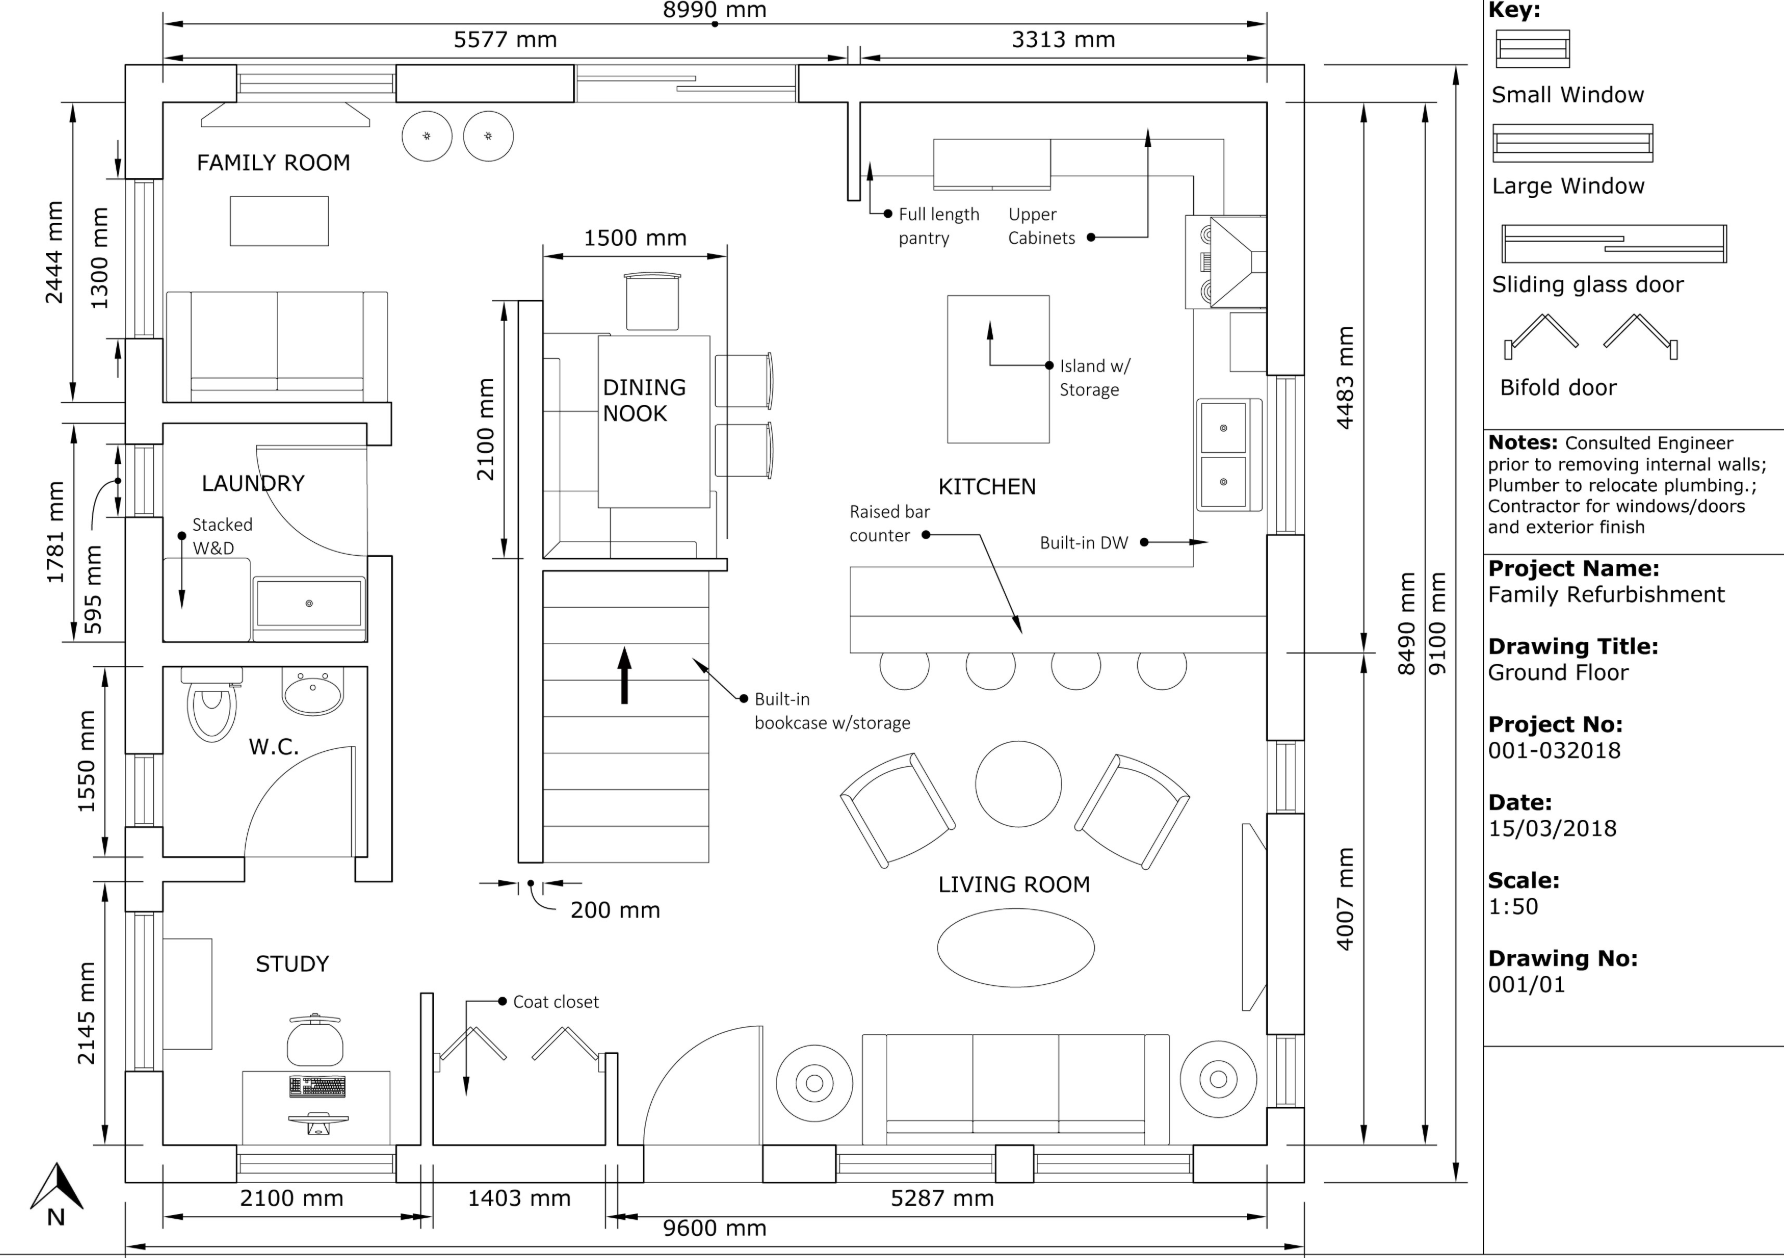 8990 mm
5577 mm
3313 mm
FAMILY ROOM
2444 mm
1300 mm
Full length
pantry
Upper
Cabinets
1500 mm
2100 mm
DINING
NOOK
Island w/
Storage
KITCHEN
4483 mm
LAUNDRY
Stacked
W&D
1781 mm
595 mm
Raised bar
counter
Built-in DW
8490 mm
9100 mm
Built-in
bookcase w/storage
W.C.
1550 mm
LIVING ROOM
200 mm
4007 mm
STUDY
2145 mm
Coat closet
N
2100 mm
1403 mm
5287 mm
9600 mm
Key:
Small Window
Large Window
Sliding glass door
Bifold door
Notes: Consulted Engineer
prior to removing internal walls;
Plumber to relocate plumbing.;
Contractor for windows/doors
and exterior finish
Project Name:
Family Refurbishment
Drawing Title:
Ground Floor
Project No:
001-032018
Date:
15/03/2018
Scale:
1:50
Drawing No:
001/01